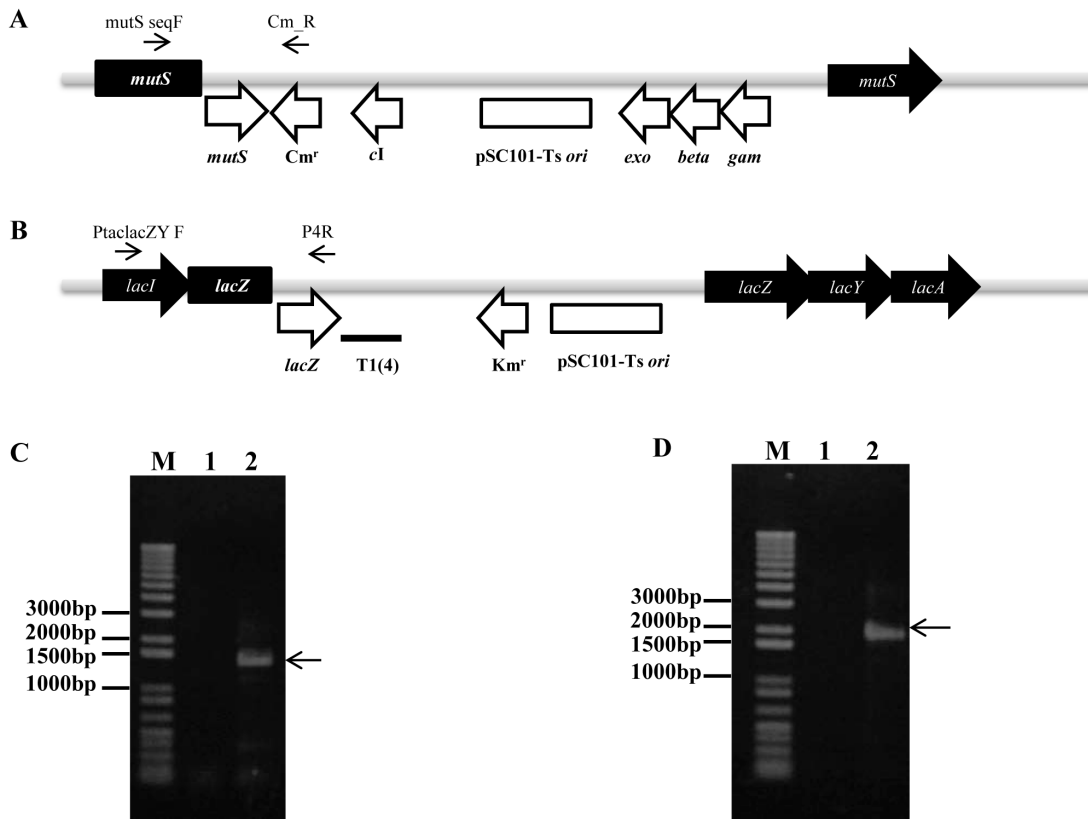 A
mutS seqF
Cm_R
mutS
mutS
mutS
Cmʳ
cI
pSC101-Ts ori
exo
beta
gam
B
PtaclacZY F
P4R
lacI
lacZ
lacZ
lacY
lacA
lacZ
T1(4)
Kmʳ
pSC101-Ts ori
C
M 1 2
3000bp
2000bp
1500bp
1000bp
D
M 1 2
3000bp
2000bp
1500bp
1000bp